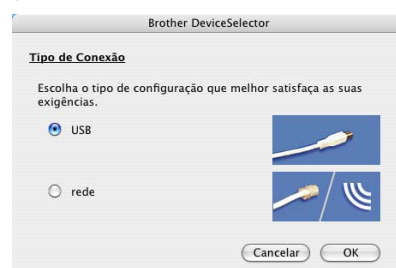 Brother DeviceSelector
Tipo de Conexão
Escolha o tipo de configuração que melhor satisfaça as suas
exigências.
USB
rede
Cancelar
OK